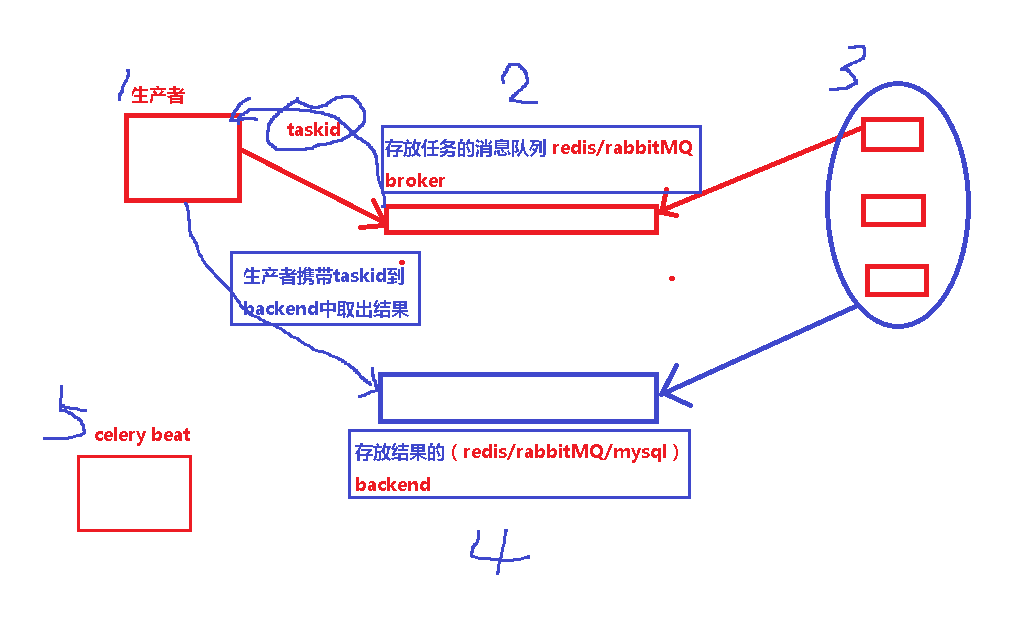 1
生产者
taskid
2
存放任务的消息队列 redis/rabbitMQ
broker
3
生产者携带taskid到
backend中取出结果
5
celery beat
存放结果的（redis/rabbitMQ/mysql）
backend
4